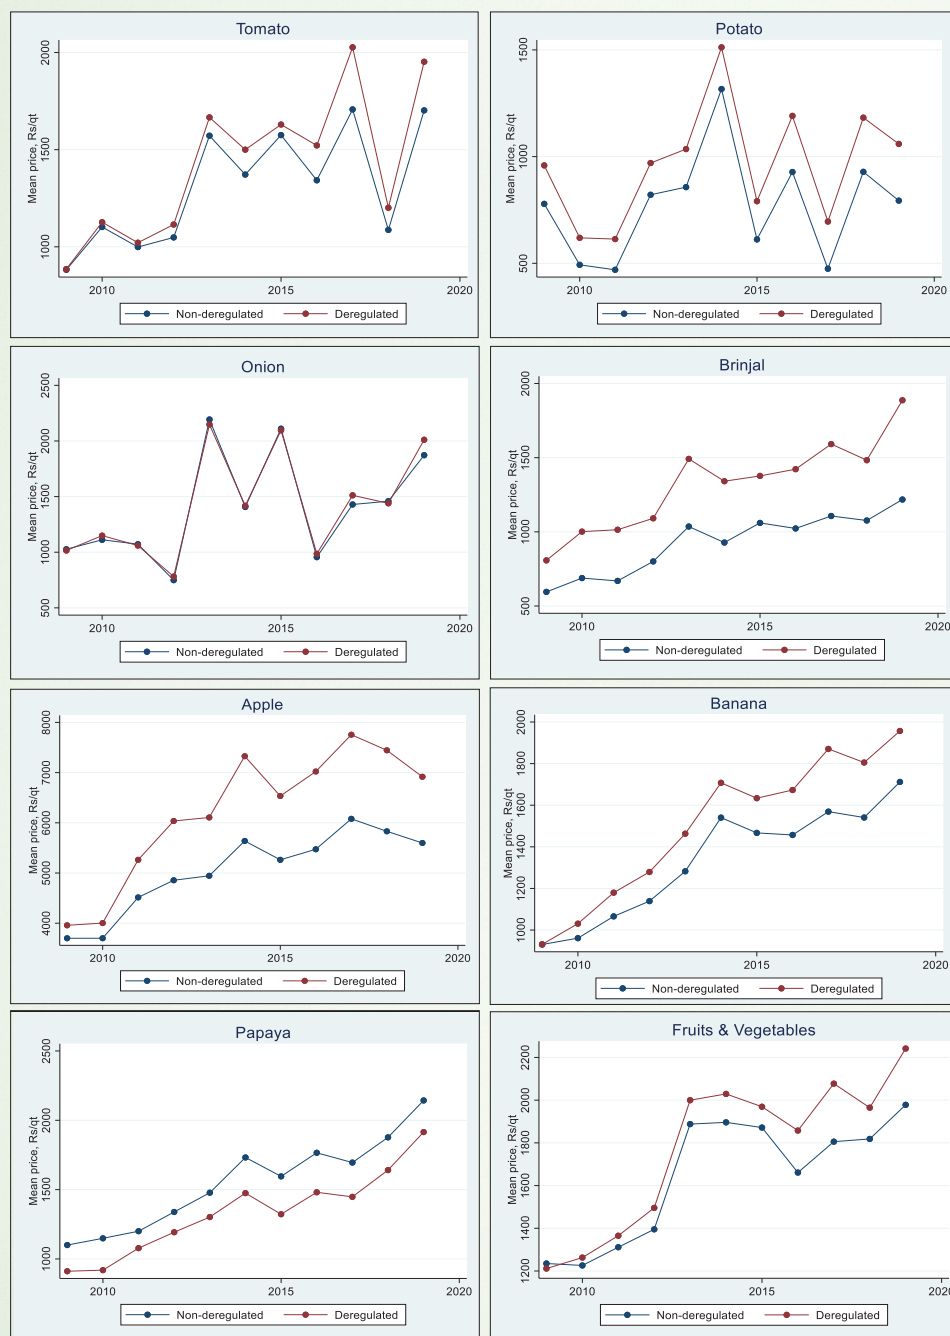 Tomato
Mean price, Rs/qt
2000
1500
1000
2010 2015 2020
Non-deregulated Deregulated
Potato
Mean price, Rs/qt
1500
1000
500
2010 2015 2020
Non-deregulated Deregulated
Onion
Mean price, Rs/qt
2500
2000
1500
1000
500
2010 2015 2020
Non-deregulated Deregulated
Brinjal
Mean price, Rs/qt
2000
1500
1000
500
2010 2015 2020
Non-deregulated Deregulated
Apple
Mean price, Rs/qt
8000
7000
6000
5000
4000
2010 2015 2020
Non-deregulated Deregulated
Banana
Mean price, Rs/qt
2000
1800
1600
1400
1200
1000
2010 2015 2020
Non-deregulated Deregulated
Papaya
Mean price, Rs/qt
2500
2000
1500
1000
2010 2015 2020
Non-deregulated Deregulated
Fruits & Vegetables
Mean price, Rs/qt
2200
2000
1800
1600
1400
1200
2010 2015 2020
Non-deregulated Deregulated